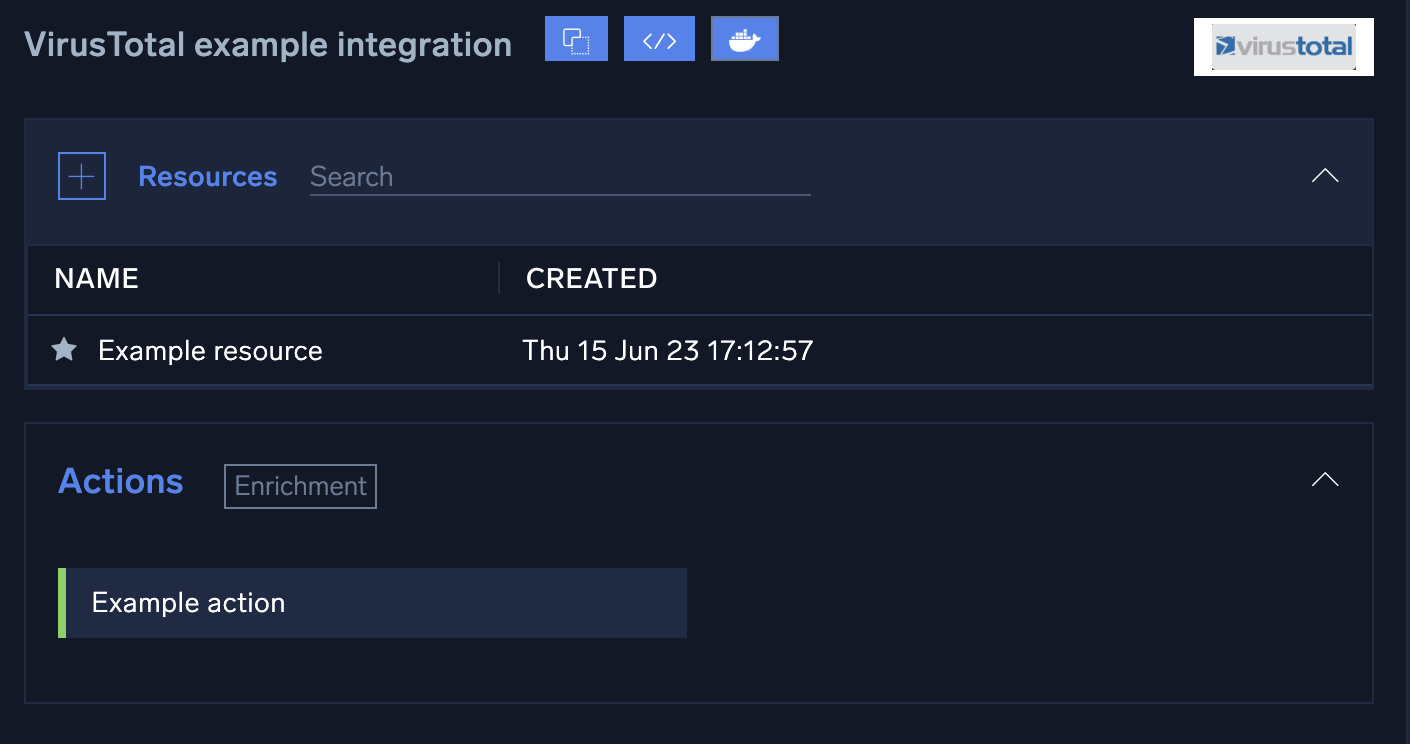 VirusTotal example integration
</>
virustotal
Resources
Search
NAME
CREATED
Example resource
Thu 15 Jun 23 17:12:57
Actions
Enrichment
Example action